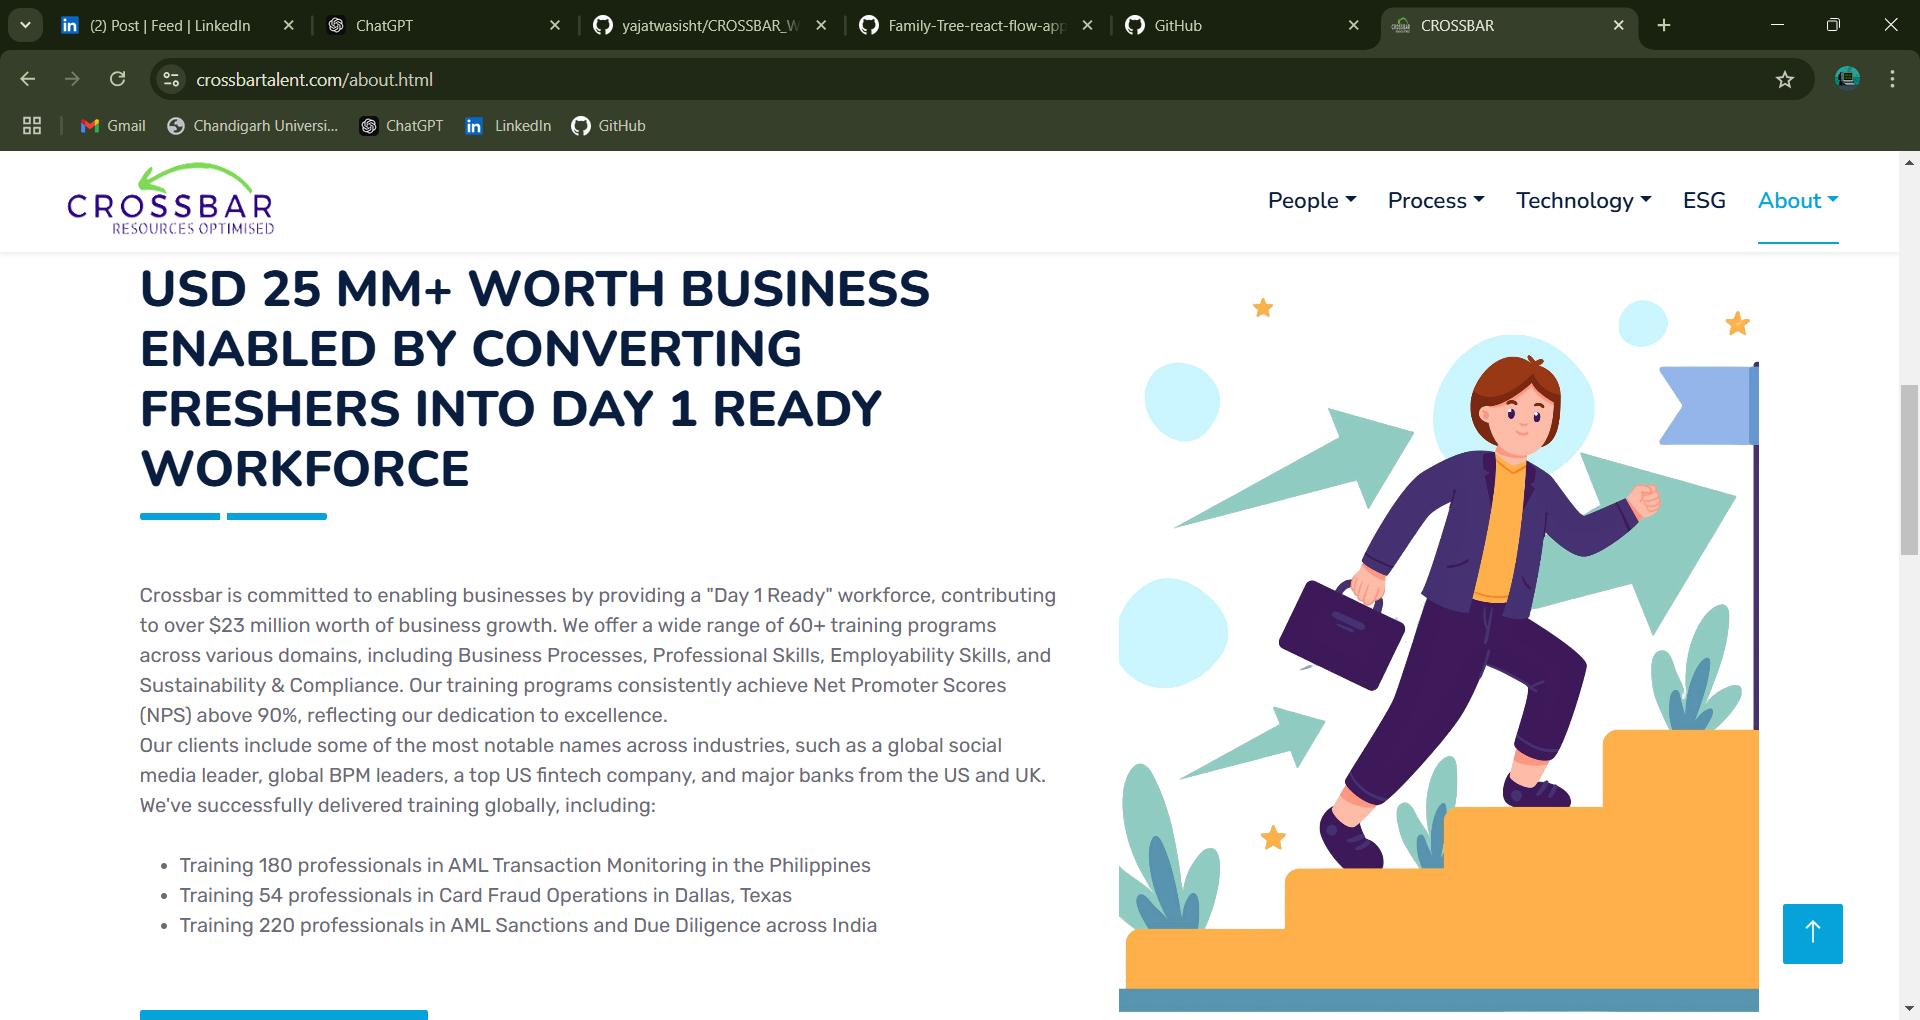 (2) Post | Feed | LinkedIn
ChatGPT
yajatwasisht/CROSSBAR_W
Family-Tree-react-flow-app
GitHub
CROSSBAR
crossbartalent.com/about.html
Gmail
Chandigarh Universi...
ChatGPT
LinkedIn
GitHub
CROSSBAR
RESOURCES OPTIMISED
People
Process
Technology
ESG
About
USD 25 MM+ WORTH BUSINESS
ENABLED BY CONVERTING
FRESHERS INTO DAY 1 READY
WORKFORCE
Crossbar is committed to enabling businesses by providing a "Day 1 Ready" workforce, contributing
to over $23 million worth of business growth. We offer a wide range of 60+ training programs
across various domains, including Business Processes, Professional Skills, Employability Skills, and
Sustainability & Compliance. Our training programs consistently achieve Net Promoter Scores
(NPS) above 90%, reflecting our dedication to excellence.
Our clients include some of the most notable names across industries, such as a global social
media leader, global BPM leaders, a top US fintech company, and major banks from the US and UK.
We've successfully delivered training globally, including:
• Training 180 professionals in AML Transaction Monitoring in the Philippines
• Training 54 professionals in Card Fraud Operations in Dallas, Texas
• Training 220 professionals in AML Sanctions and Due Diligence across India